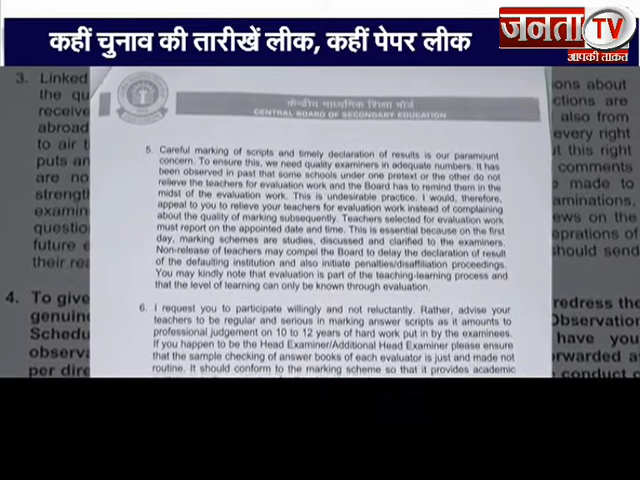 कहीं चुनाव की तारीखें लीक, कहीं पेपर लीक
जनता TV
आपकी ताक़त
केन्द्रीय माध्यमिक शिक्षा बोर्ड
CENTRAL BOARD OF SECONDARY EDUCATION
5. Careful marking of scripts and timely declaration of results is our paramount
concern. To ensure this, we need quality examiners in adequate numbers. It has
been observed in past that some schools under one pretext or the other do not
relieve the teachers for evaluation work and the Board has to remind them in the
midst of the evaluation work. This is undesirable practice. I would, therefore,
appeal to you to relieve your teachers for evaluation work instead of complaining
about the quality of marking subsequently. Teachers selected for evaluation work
must report on the appointed date and time. This is essential because on the first
day, marking schemes are studies, discussed and clarified to the examiners.
Non-release of teachers may compel the Board to delay the declaration of result
of the defaulting institution and also initiate penalties/disaffiliation proceedings.
You may kindly note that evaluation is part of the teaching-learning process and
that the level of learning can only be known through evaluation.
6. I request you to participate willingly and not reluctantly. Rather, advise your
teachers to be regular and serious in marking answer scripts as it amounts to
professional judgement on 10 to 12 years of hard work put in by the examinees.
If you happen to be the Head Examiner/Additional Head Examiner please ensure
that the sample checking of answer books of each evaluator is just and made not
routine. It should conform to the marking scheme so that it provides academic
3. Linked
the qu
receive
abroad
to air t
puts an
are no
strength
examin
question
future e
their rea
4. To give
genuine
Schedu
observa
per dire
ons about
ctions are
also from
every right
t this right
comments
made to
aminations,
ews on the
eprations of
should send
redress the
Observation
have you
orwarded a
e conduct o